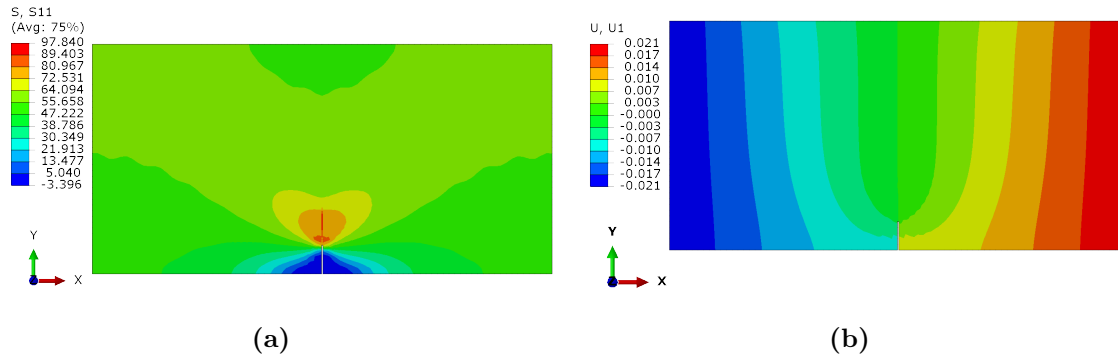 S, S11
(Avg: 75%)
97.840
89.403
80.967
72.531
64.094
55.658
47.222
38.786
30.349
21.913
13.477
5.040
-3.396
Y
X
(a)
U, U1
0.021
0.017
0.014
0.010
0.007
0.003
-0.000
-0.003
-0.007
-0.010
-0.014
-0.017
-0.021
Y
X
(b)